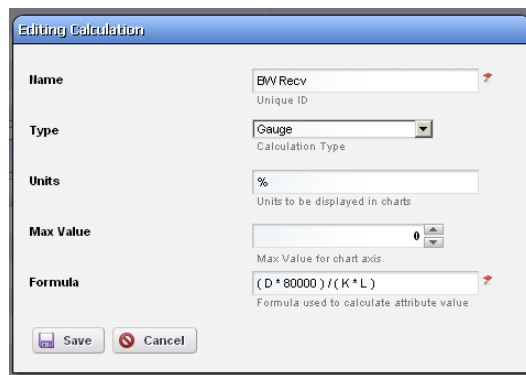 Editing Calculation
Name
BW Recv
Unique ID
Type
Gauge
Calculation Type
Units
%
Units to be displayed in charts
Max Value
0
Max Value for chart axis
Formula
( D * 80000 ) / ( K * L )
Formula used to calculate attribute value
Save Cancel